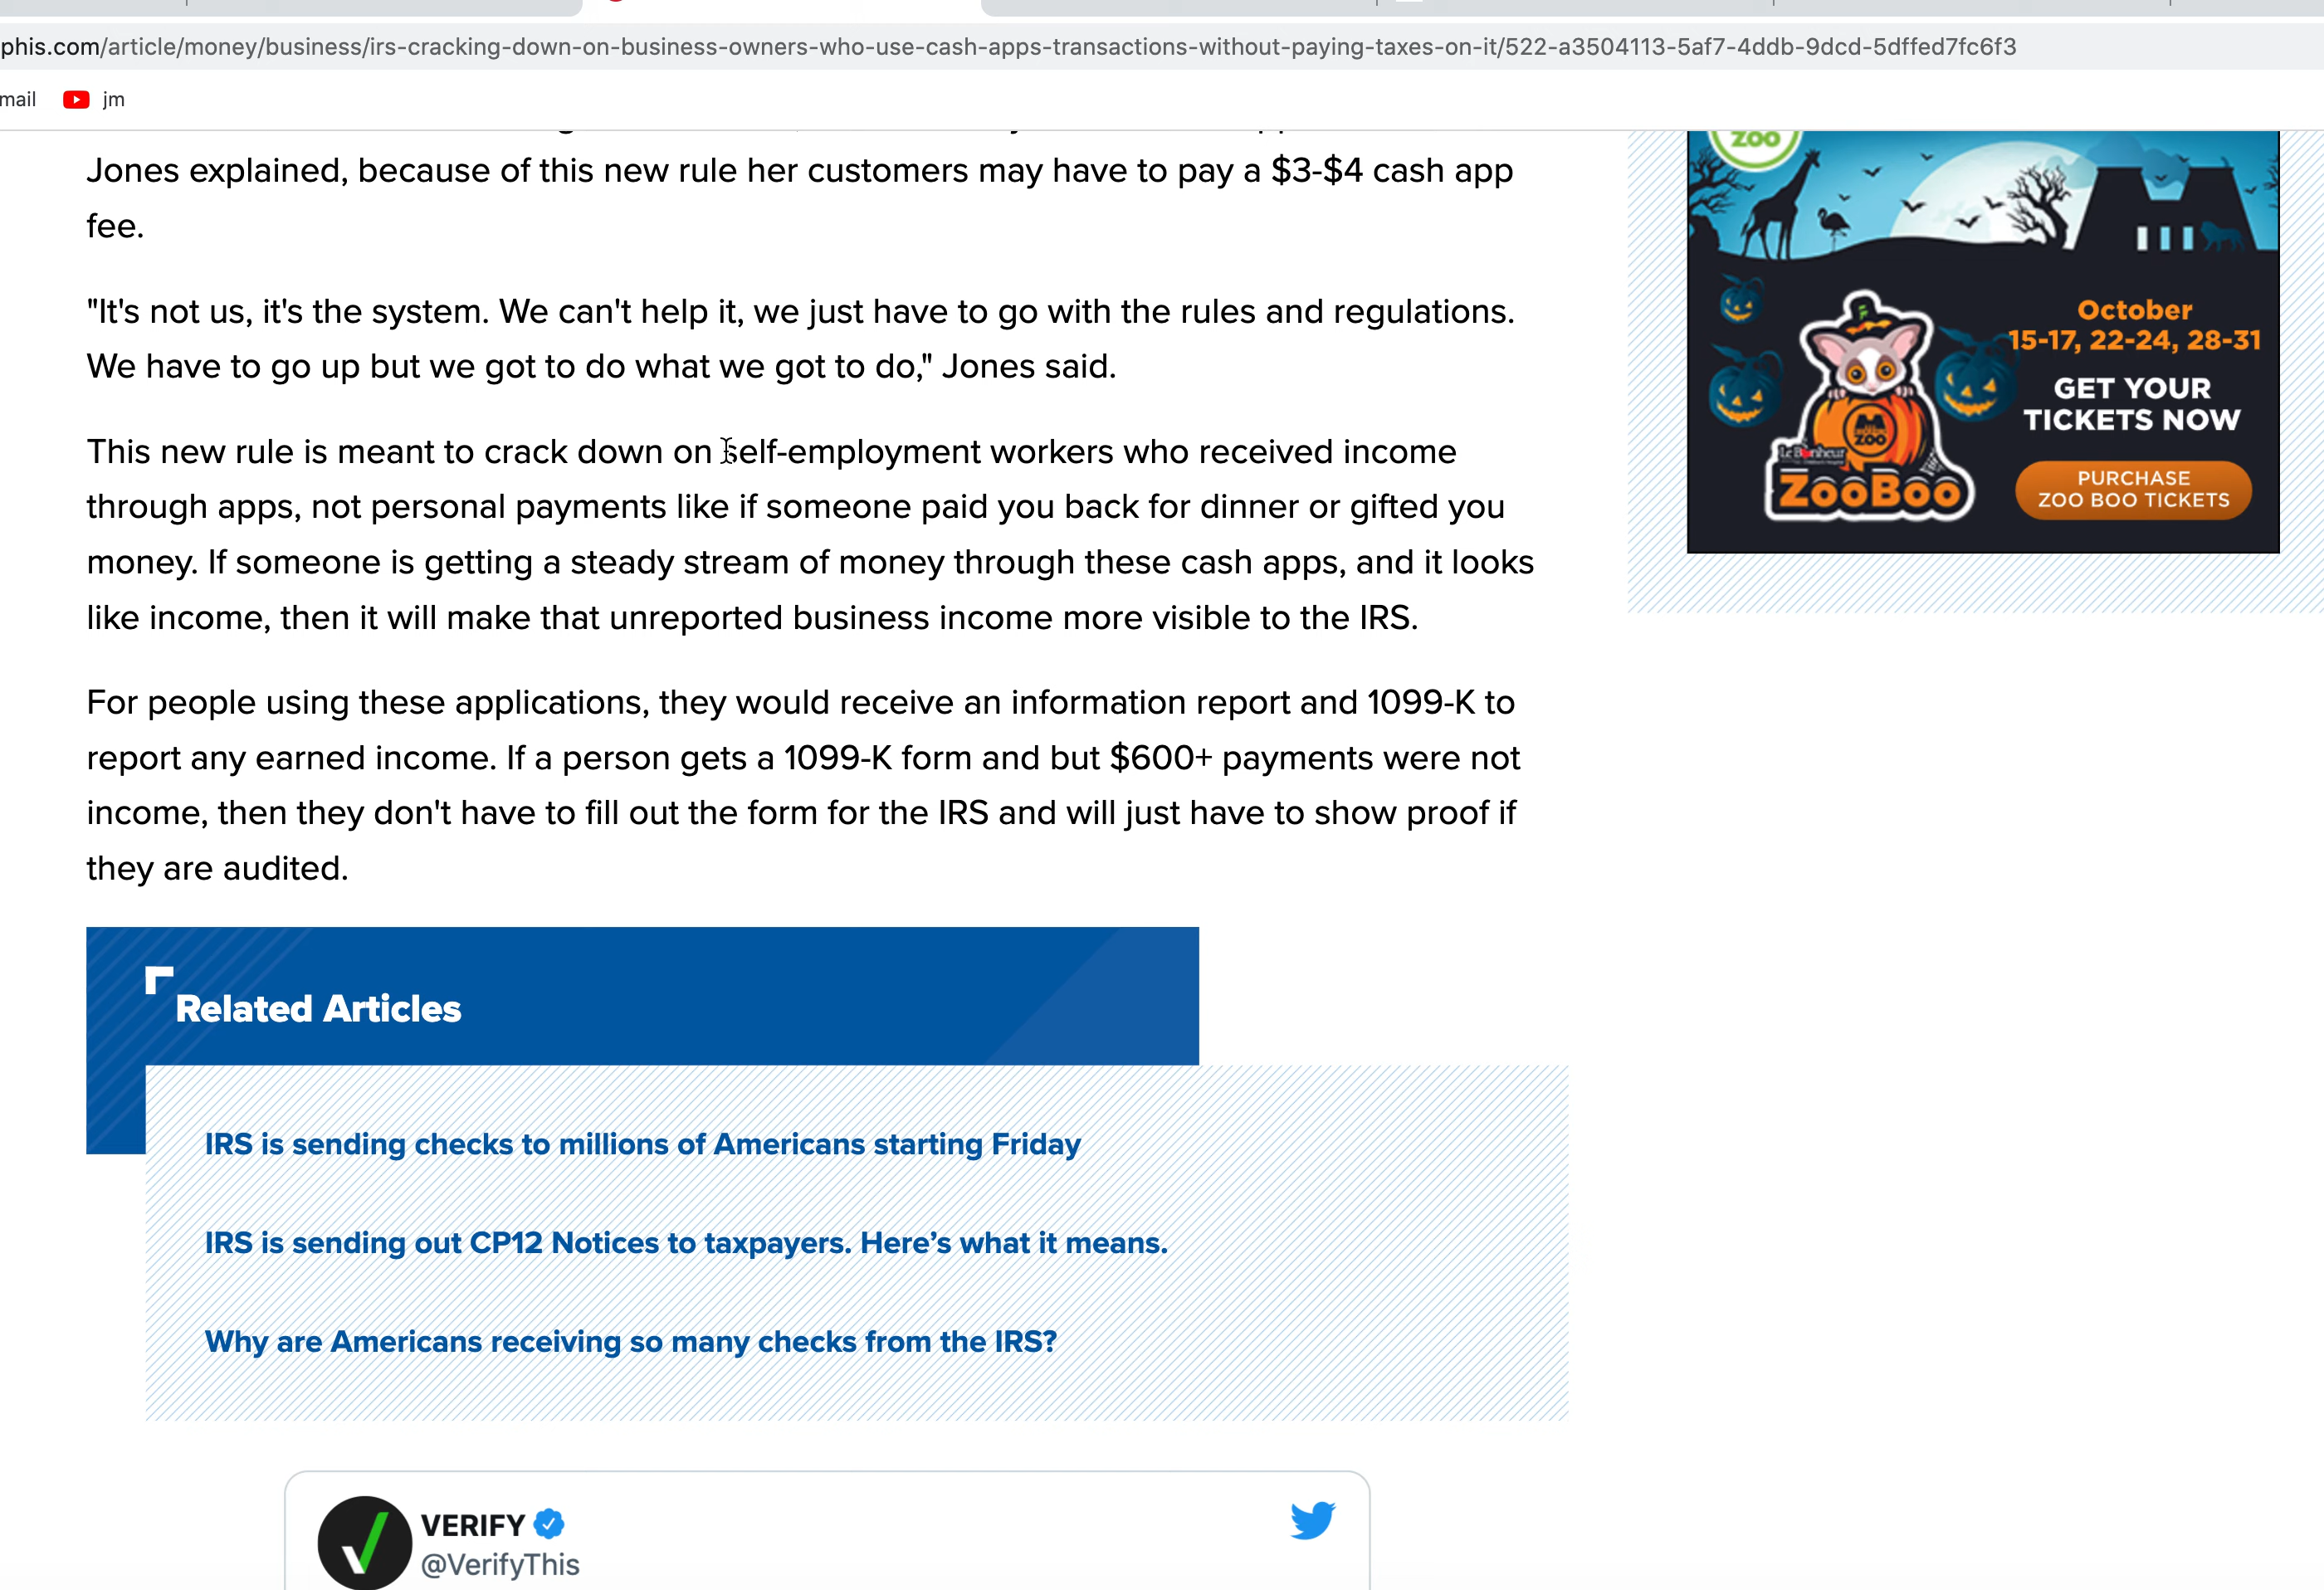 phis.com/article/money/business/irs-cracking-down-on-business-owners-who-use-cash-apps-transactions-without-paying-taxes-on-it/522-a3504113-5af7-4ddb-9dcd-5dffed7fc6f3
mail jm
Jones explained, because of this new rule her customers may have to pay a $3-$4 cash app
fee.
"It's not us, it's the system. We can't help it, we just have to go with the rules and regulations.
We have to go up but we got to do what we got to do," Jones said.
This new rule is meant to crack down on self-employment workers who received income
through apps, not personal payments like if someone paid you back for dinner or gifted you
money. If someone is getting a steady stream of money through these cash apps, and it looks
like income, then it will make that unreported business income more visible to the IRS.
For people using these applications, they would receive an information report and 1099-K to
report any earned income. If a person gets a 1099-K form and but $600+ payments were not
income, then they don't have to fill out the form for the IRS and will just have to show proof if
they are audited.
ZOO
October
15-17, 22-24, 28-31
GET YOUR
TICKETS NOW
PURCHASE
ZOO BOO TICKETS
ZOO
Le Bonheur
ZOOBOO
Related Articles
IRS is sending checks to millions of Americans starting Friday
IRS is sending out CP12 Notices to taxpayers. Here’s what it means.
Why are Americans receiving so many checks from the IRS?
VERIFY
@VerifyThis